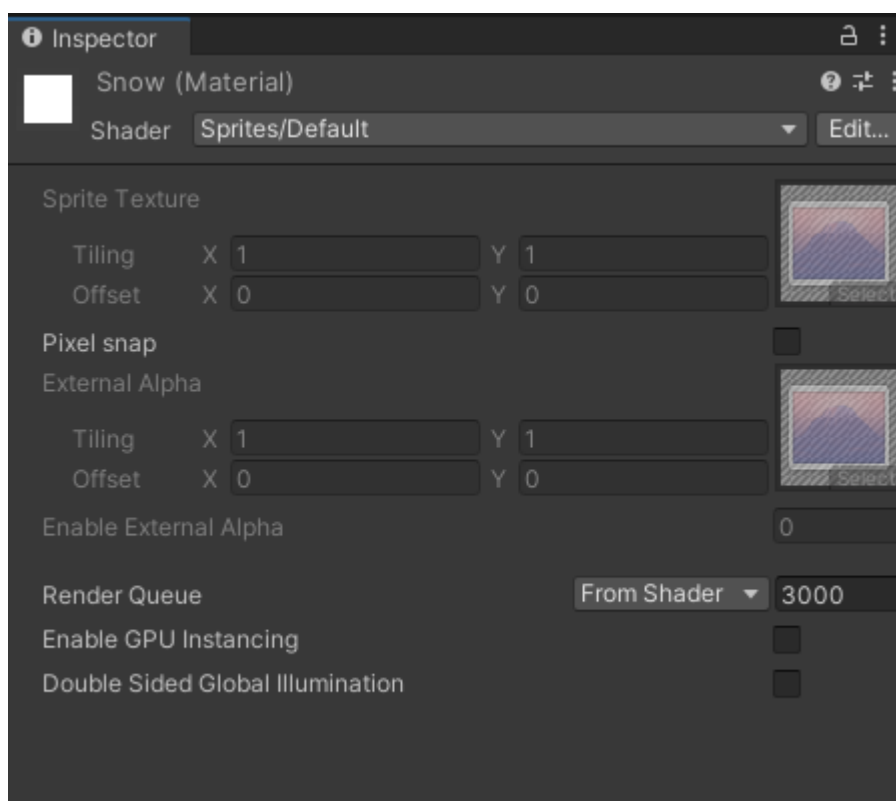 Inspector
Snow (Material)
Shader Sprites/Default Edit...
Sprite Texture
Tiling X 1 Y 1
Offset X 0 Y 0
Select
Pixel snap
External Alpha
Tiling X 1 Y 1
Offset X 0 Y 0
Select
Enable External Alpha 0
Render Queue From Shader 3000
Enable GPU Instancing
Double Sided Global Illumination